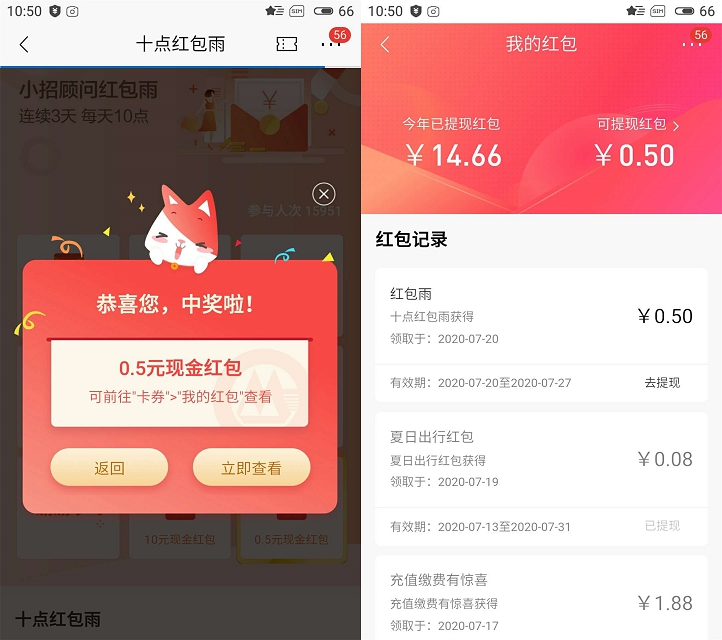 10:50
SIM
66
十点红包雨
56
小招顾问红包雨
连续3天 每天10点
参与人次 15951
恭喜您，中奖啦！
0.5元现金红包
可前往"卡券">"我的红包"查看
返回
立即查看
10元现金红包
0.5元现金红包
十点红包雨
10:50
SIM
66
我的红包
56
今年已提现红包
￥14.66
可提现红包
￥0.50
红包记录
红包雨
十点红包雨获得
￥0.50
领取于：2020-07-20
有效期：2020-07-20至2020-07-27
去提现
夏日出行红包
夏日出行红包获得
￥0.08
领取于：2020-07-19
有效期：2020-07-13至2020-07-31
已提现
充值缴费有惊喜
充值缴费有惊喜获得
￥1.88
领取于：2020-07-17